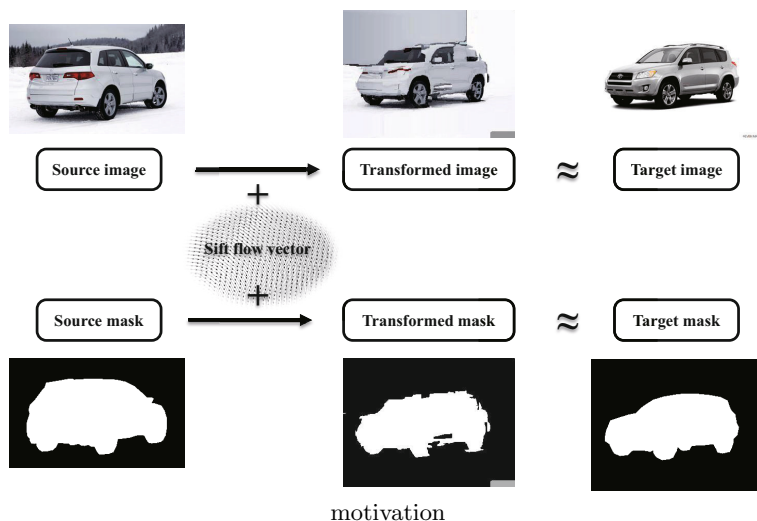 Source image
Transformed image
≈
Target image
+
Sift flow vector
+
Source mask
Transformed mask
≈
Target mask
motivation